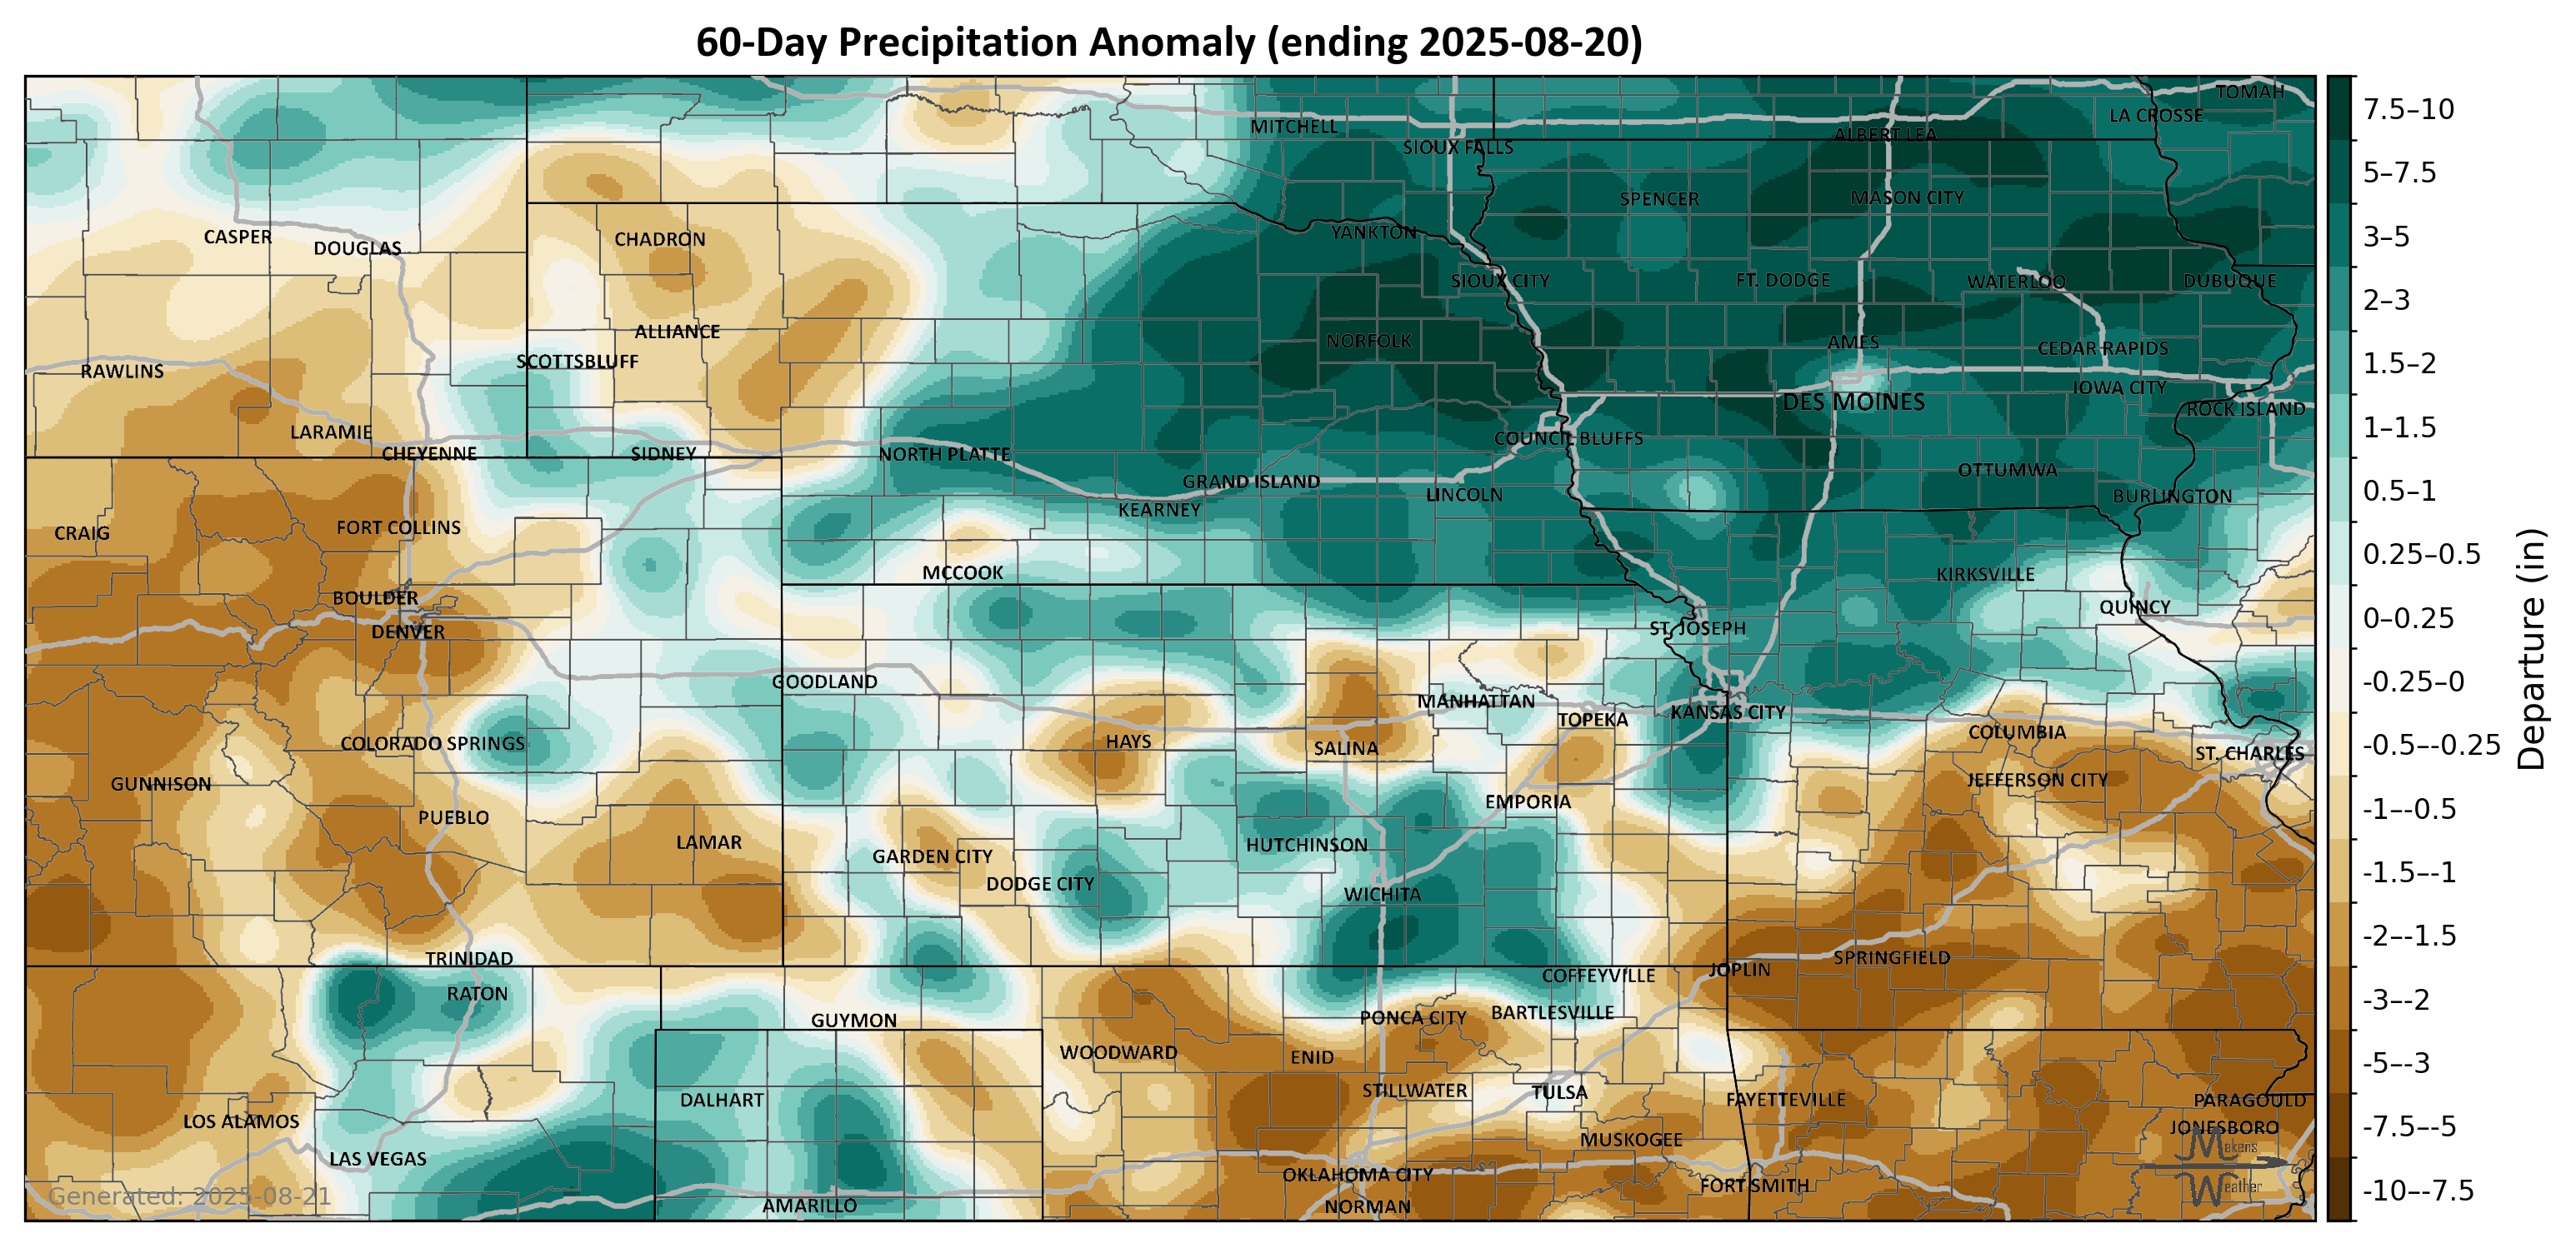 60-Day Precipitation Anomaly (ending 2025-08-20)
TOMAH
LA CROSSE
MITCHELL
ALBERT LEA
SIOUX FALLS
SPENCER
MASON CITY
CASPER
DOUGLAS
CHADRON
YANKTON
SIOUX CITY
FT. DODGE
WATERLOO
DUBUQUE
ALLIANCE
NORFOLK
AMES
CEDAR RAPIDS
SCOTTSBLUFF
RAWLINS
IOWA CITY
DES MOINES
ROCK ISLAND
LARAMIE
COUNCIL BLUFFS
CHEYENNE
SIDNEY
NORTH PLATTE
OTTUMWA
GRAND ISLAND
LINCOLN
BURLINGTON
KEARNEY
CRAIG
FORT COLLINS
MCCOOK
KIRKSVILLE
BOULDER
QUINCY
DENVER
ST. JOSEPH
GOODLAND
MANHATTAN
KANSAS CITY
TOPEKA
COLUMBIA
COLORADO SPRINGS
HAYS
SALINA
ST. CHARLES
GUNNISON
JEFFERSON CITY
EMPORIA
PUEBLO
LAMAR
HUTCHINSON
GARDEN CITY
DODGE CITY
WICHITA
TRINIDAD
SPRINGFIELD
JOPLIN
COFFEYVILLE
RATON
BARTLESVILLE
GUYMON
PONCA CITY
WOODWARD
ENID
STILLWATER
TULSA
DALHART
FAYETTEVILLE
PARAGOULD
LOS ALAMOS
JONESBORO
MUSKOGEE
LAS VEGAS
OKLAHOMA CITY
FORT SMITH
AMARILLO
NORMAN
Generated: 2025-08-21
Makens
Weather
7.5–10
5–7.5
3–5
2–3
1.5–2
1–1.5
0.5–1
0.25–0.5
0–0.25
-0.25–0
-0.5–-0.25
-1–-0.5
-1.5–-1
-2–-1.5
-3–-2
-5–-3
-7.5–-5
-10–-7.5
Departure (in)